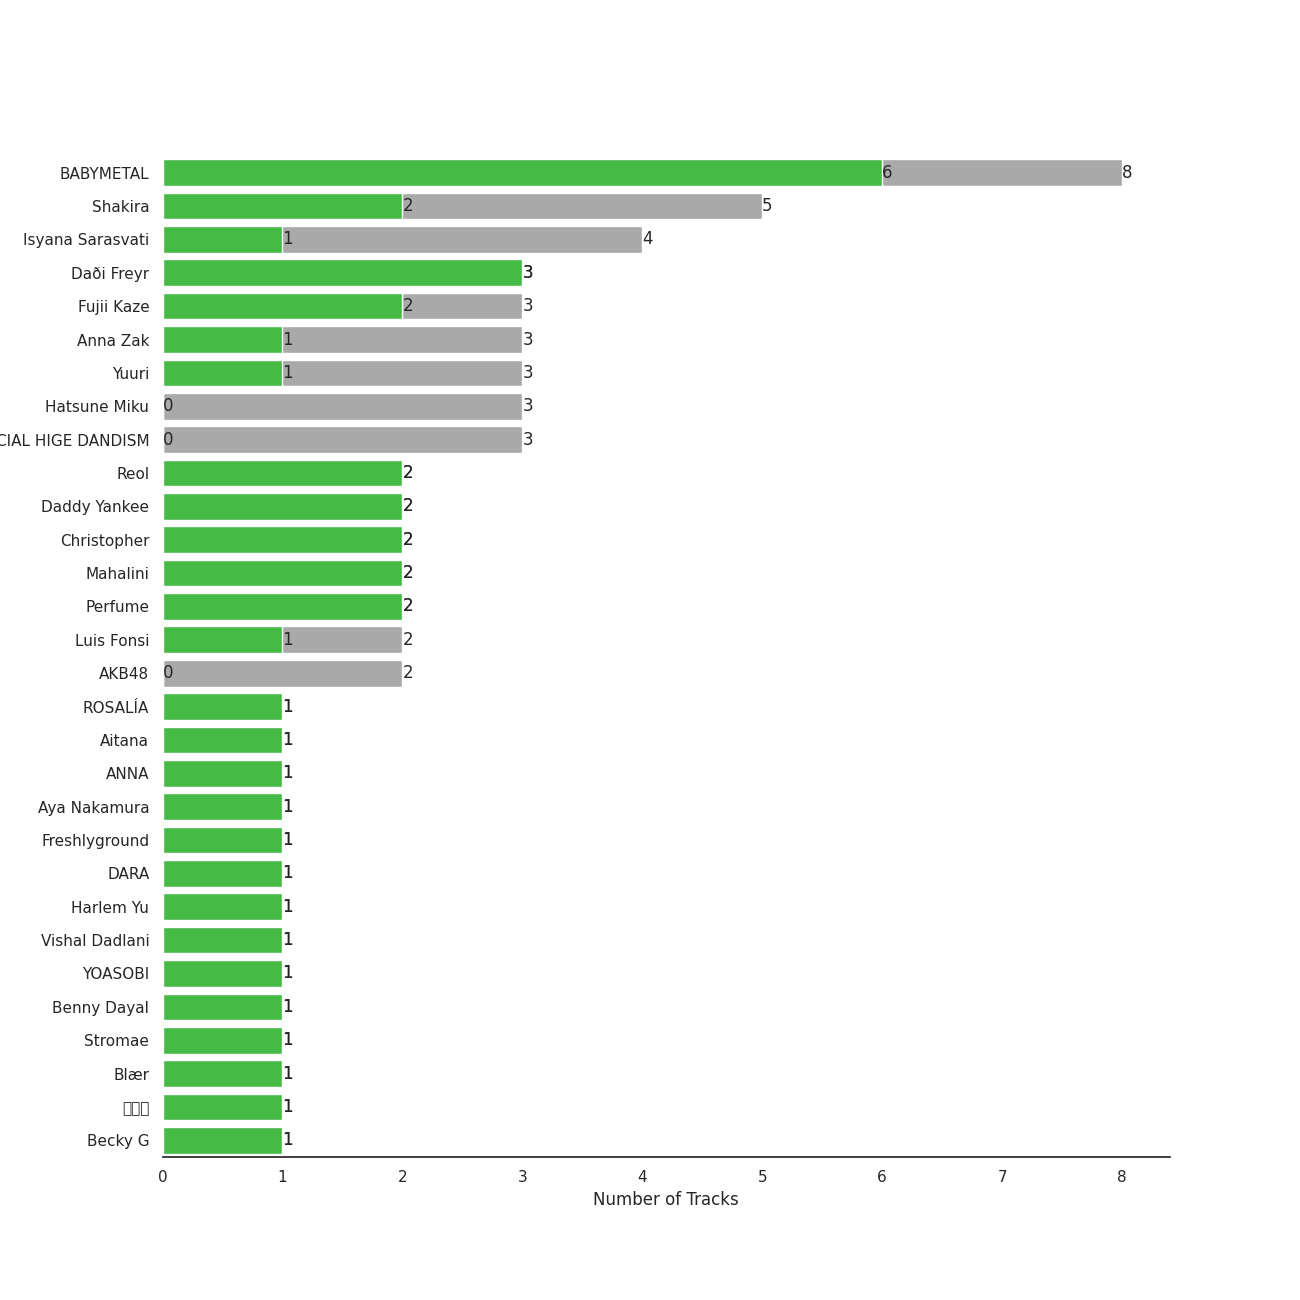 BABYMETAL 6 8
Shakira 2 5
Isyana Sarasvati 1 4
Daði Freyr 3
Fujii Kaze 2 3
Anna Zak 1 3
Yuuri 1 3
Hatsune Miku 0 3
CIAL HIGE DANDISM 0 3
Reol 2
Daddy Yankee 2
Christopher 2
Mahalini 2
Perfume 2
Luis Fonsi 1 2
AKB48 0 2
ROSALÍA 1
Aitana 1
ANNA 1
Aya Nakamura 1
Freshlyground 1
DARA 1
Harlem Yu 1
Vishal Dadlani 1
YOASOBI 1
Benny Dayal 1
Stromae 1
Blær 1
1
Becky G 1
0 1 2 3 4 5 6 7 8
Number of Tracks